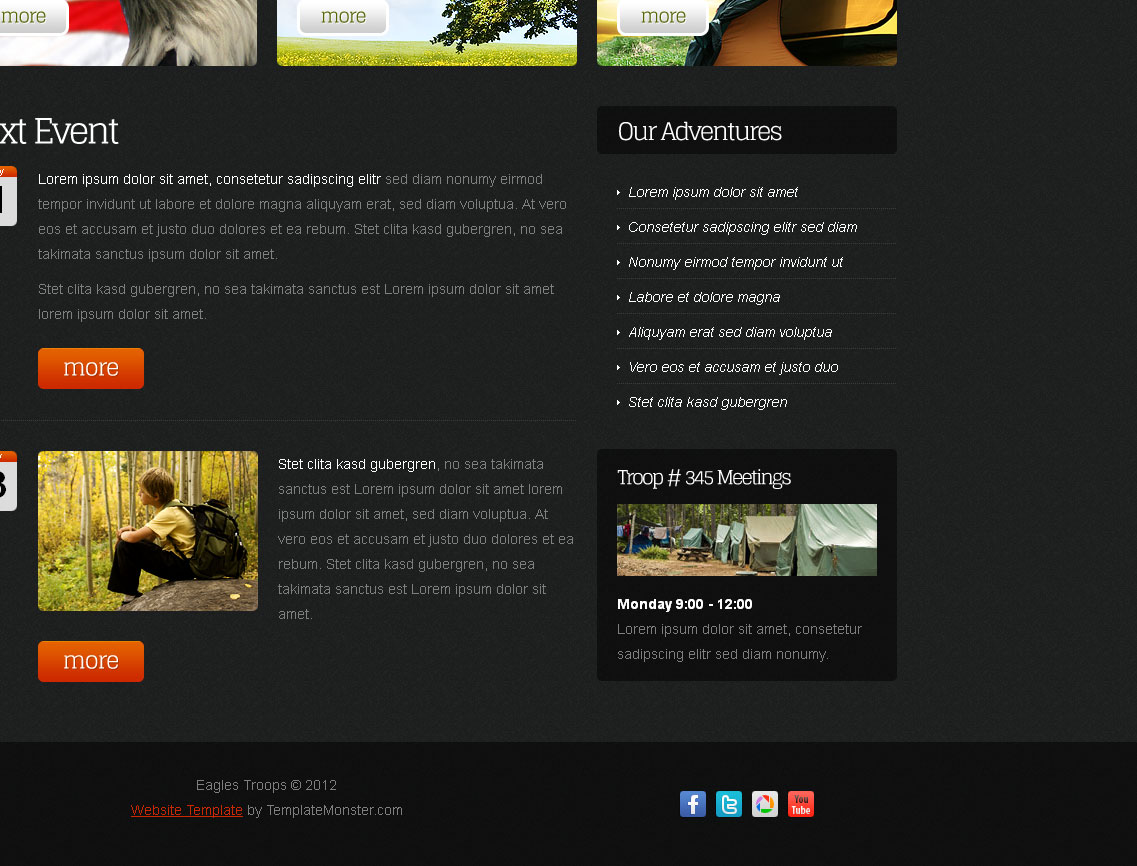 more
more
more
xt Event
Lorem ipsum dolor sit amet, consetetur sadipscing elitr sed diam nonumy eirmod
tempor invidunt ut labore et dolore magna aliquyam erat, sed diam voluptua. At vero
eos et accusam et justo duo dolores et ea rebum. Stet clita kasd gubergren, no sea
takimata sanctus ipsum dolor sit amet.
Stet clita kasd gubergren, no sea takimata sanctus est Lorem ipsum dolor sit amet
lorem ipsum dolor sit amet.
more
Stet clita kasd gubergren, no sea takimata
sanctus est Lorem ipsum dolor sit amet lorem
ipsum dolor sit amet, sed diam voluptua. At
vero eos et accusam et justo duo dolores et ea
rebum. Stet clita kasd gubergren, no sea
takimata sanctus est Lorem ipsum dolor sit
amet.
more
Our Adventures
Lorem ipsum dolor sit amet
Consetetur sadipscing elitr sed diam
Nonumy eirmod tempor invidunt ut
Labore et dolore magna
Aliquyam erat sed diam voluptua
Vero eos et accusam et justo duo
Stet clita kasd gubergren
Troop # 345 Meetings
Monday 9:00 - 12:00
Lorem ipsum dolor sit amet, consetetur
sadipscing elitr sed diam nonumy.
Eagles Troops © 2012
Website Template by TemplateMonster.com
You
Tube